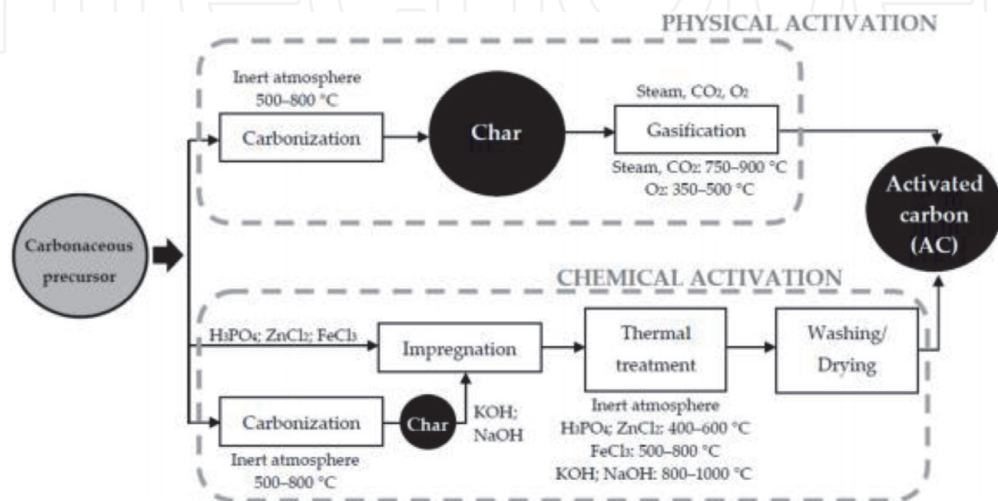 PHYSICAL ACTIVATION
Inert atmosphere
500–800 °C
Carbonization
Char
Steam, CO₂, O₂
Gasification
Steam, CO₂: 750–900 °C
O₂: 350–500 °C
Activated
carbon
(AC)
Carbonaceous
precursor
CHEMICAL ACTIVATION
H₃PO₄; ZnCl₂; FeCl₃
Impregnation
Thermal
treatment
Washing/
Drying
Carbonization
Char
KOH;
NaOH
Inert atmosphere
500–800 °C
Inert atmosphere
H₃PO₄; ZnCl₂: 400–600 °C
FeCl₃: 500–800 °C
KOH; NaOH: 800–1000 °C